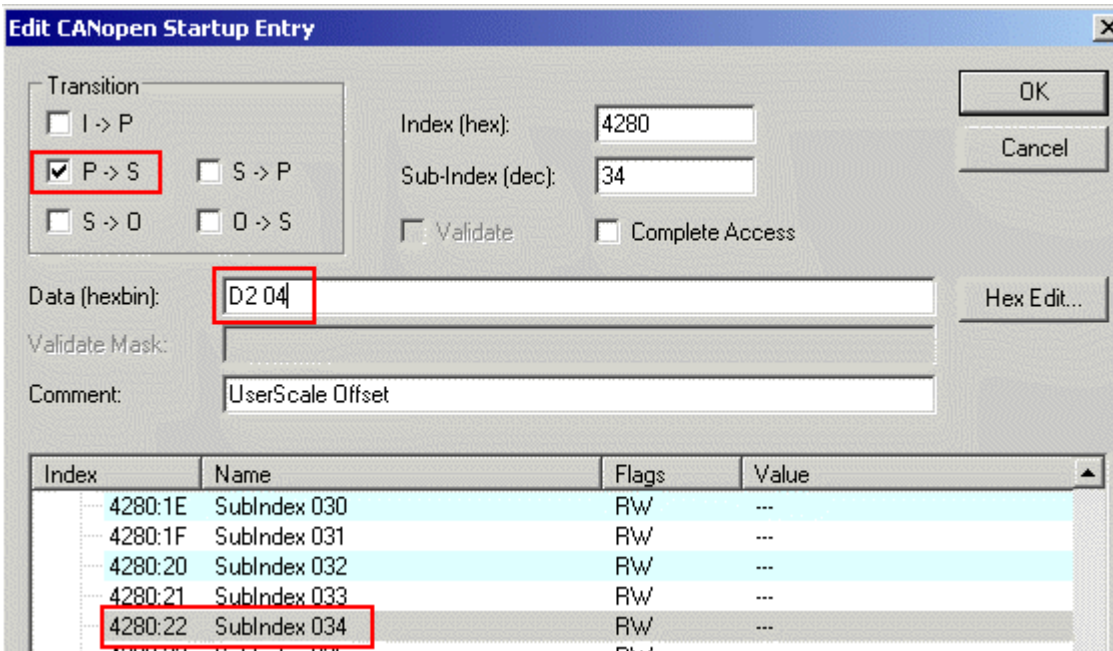 Edit CANopen Startup Entry
Transition
I -> P
P -> S
S -> P
S -> O
O -> S
Index (hex):
4280
Sub-Index (dec):
34
Validate
Complete Access
OK
Cancel
Data (hexbin):
D2 04
Hex Edit...
Validate Mask:
Comment:
UserScale Offset
Index Name Flags Value
4280:1E SubIndex 030 RW ---
4280:1F SubIndex 031 RW ---
4280:20 SubIndex 032 RW ---
4280:21 SubIndex 033 RW ---
4280:22 SubIndex 034 RW ---